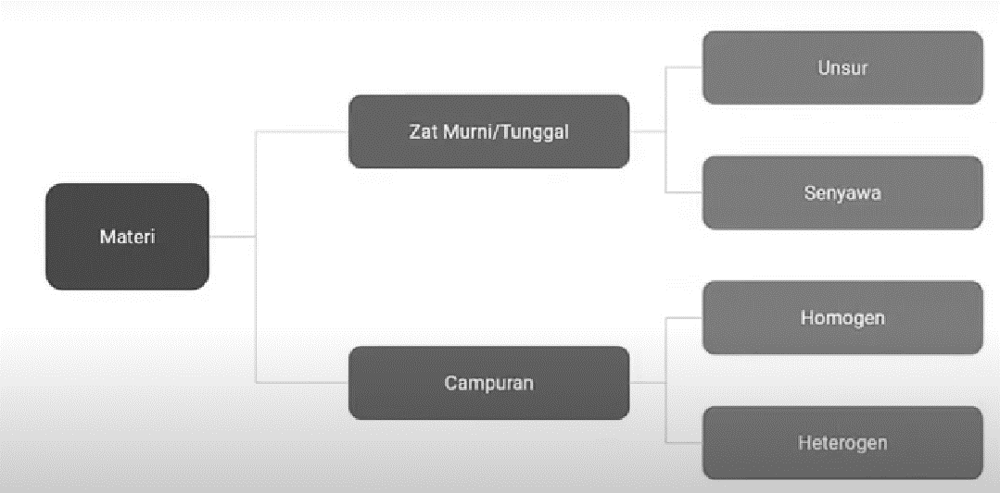 Materi
Zat Murni/Tunggal
Unsur
Senyawa
Campuran
Homogen
Heterogen